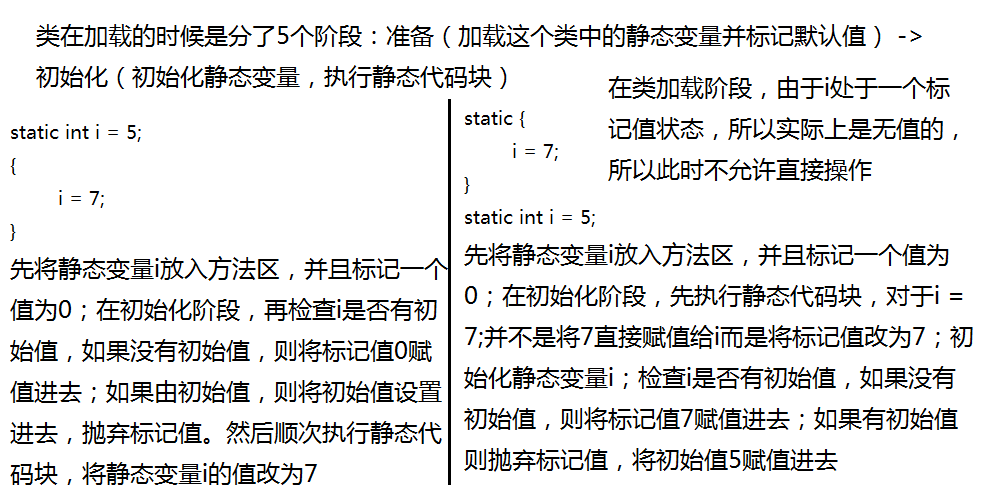 类在加载的时候是分了5个阶段：准备（加载这个类中的静态变量并标记默认值） ->
初始化（初始化静态变量，执行静态代码块）
static int i = 5;
{
i = 7;
}
先将静态变量i放入方法区，并且标记一个
值为0；在初始化阶段，再检查i是否有初
始值，如果没有初始值，则将标记值0赋
值进去；如果由初始值，则将初始值设置
进去，抛弃标记值。然后顺次执行静态代
码块，将静态变量i的值改为7
static {
i = 7;
}
static int i = 5;
在类加载阶段，由于i处于一个标
记值状态，所以实际上是无值的，
所以此时不允许直接操作
先将静态变量i放入方法区，并且标记一个值为
0；在初始化阶段，先执行静态代码块，对于i =
7;并不是将7直接赋值给i而是将标记值改为7；初
始化静态变量i；检查i是否有初始值，如果没有
初始值，则将标记值7赋值进去；如果有初始值
则抛弃标记值，将初始值5赋值进去